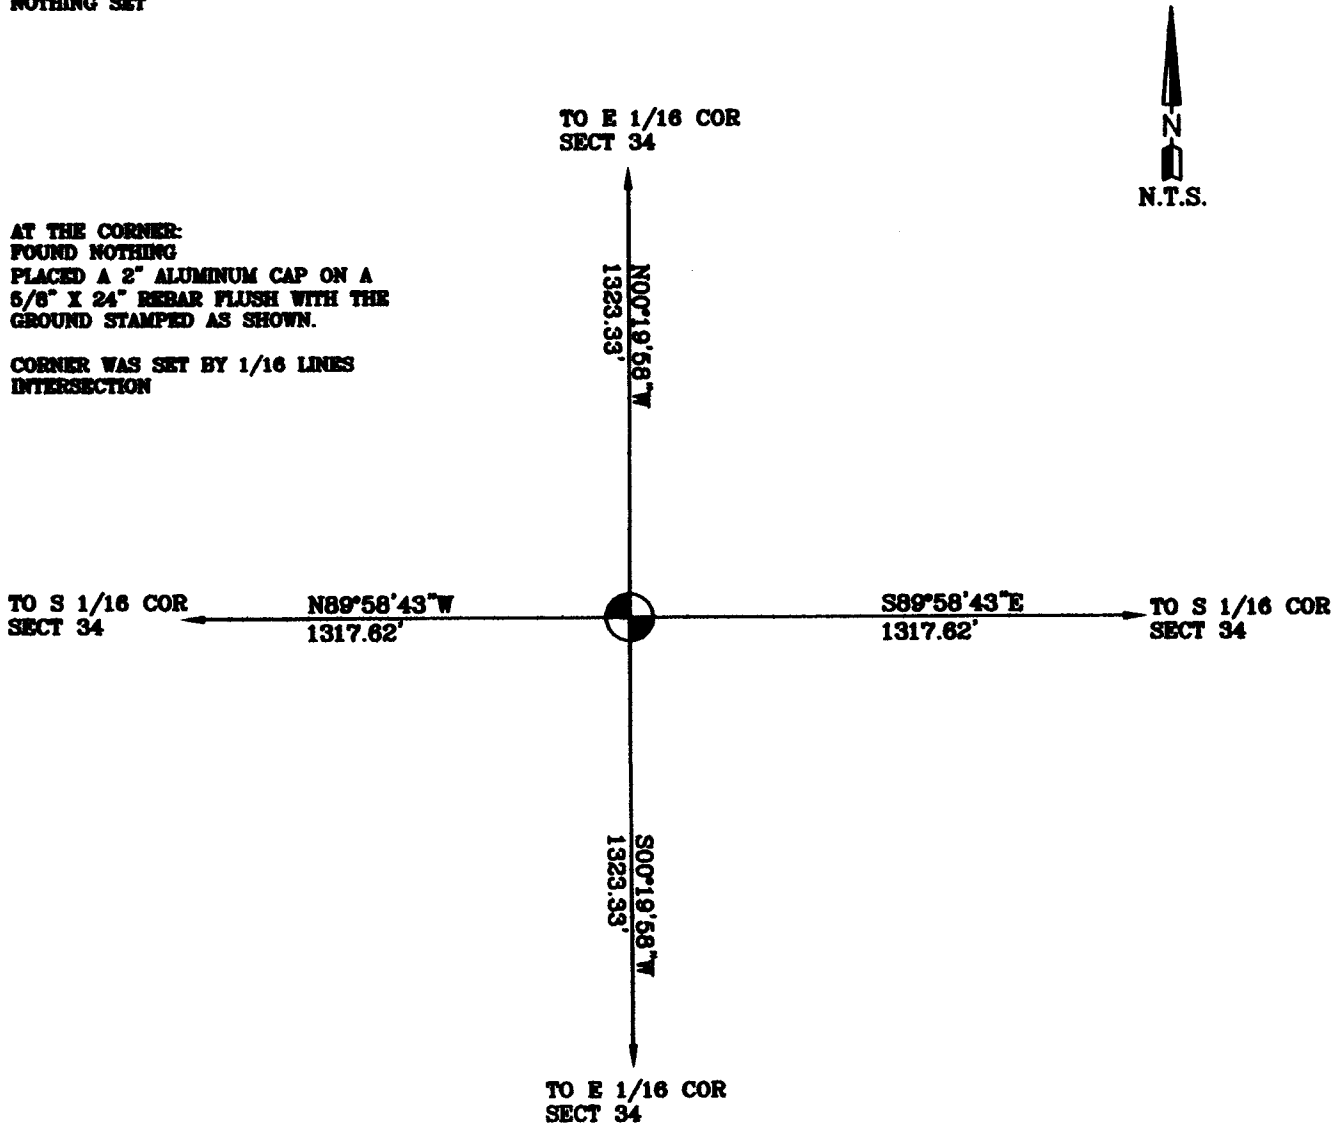 NOTHING SET
N
N.T.S.
TO E 1/16 COR
SECT 34
AT THE CORNER:
FOUND NOTHING
PLACED A 2" ALUMINUM CAP ON A
5/8" X 24" REBAR FLUSH WITH THE
GROUND STAMPED AS SHOWN.
CORNER WAS SET BY 1/16 LINES
INTERSECTION
N00°19'58"W
1323.33'
TO S 1/16 COR
SECT 34
N89°58'43"W
1317.62'
S89°58'43"E
1317.62'
TO S 1/16 COR
SECT 34
S00°19'58"W
1323.33'
TO E 1/16 COR
SECT 34